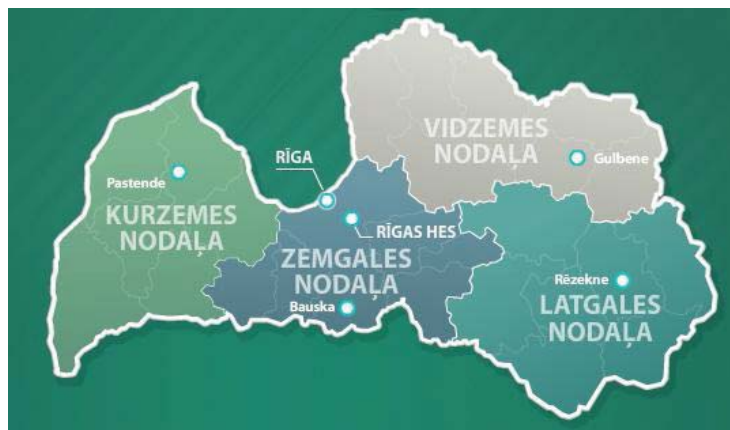 VIDZEMES
NODAĻA
Gulbene
RĪGA
Pastende
KURZEMES
NODAĻA
RĪGAS HES
ZEMGALES
NODAĻA
Bauska
Rēzekne
LATGALES
NODAĻA